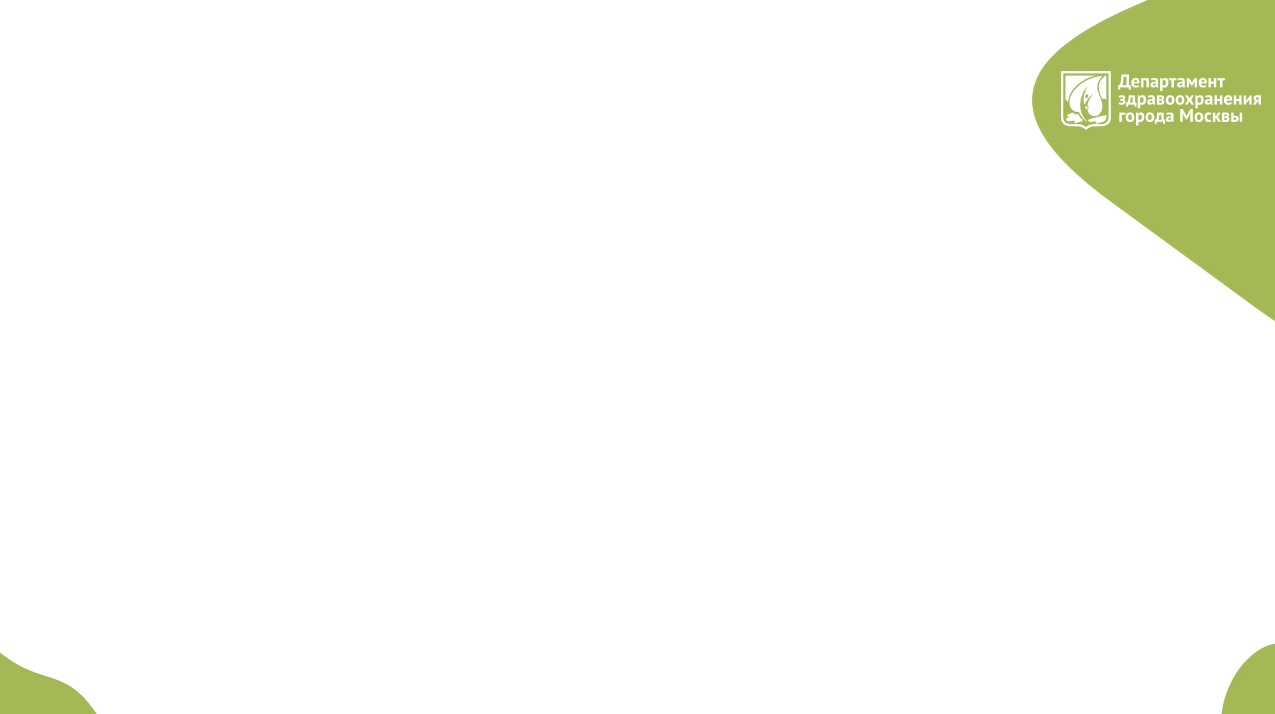 Департамент
здравоохранения
города Москвы